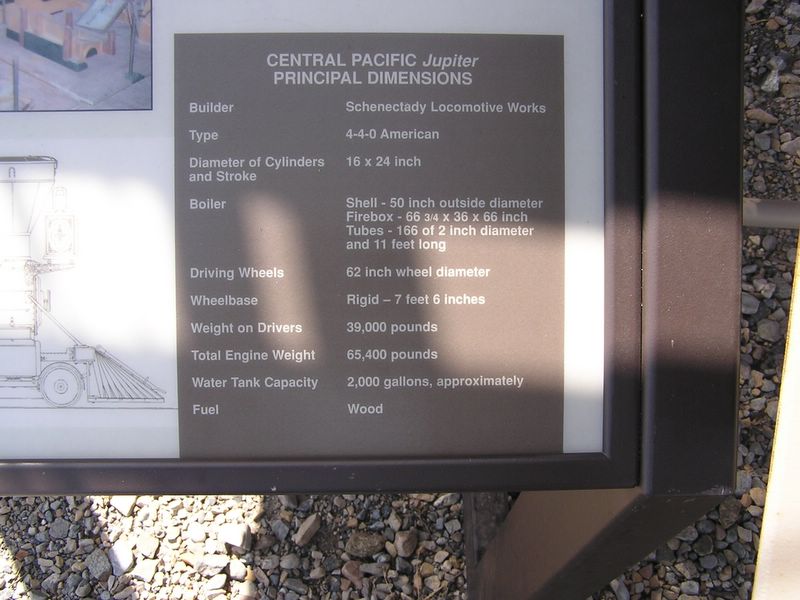 CENTRAL PACIFIC Jupiter
PRINCIPAL DIMENSIONS
Builder Schenectady Locomotive Works
Type 4-4-0 American
Diameter of Cylinders 16 x 24 inch
and Stroke
Boiler Shell - 50 inch outside diameter
Firebox - 66 3/4 x 36 x 66 inch
Tubes - 166 of 2 inch diameter
and 11 feet long
Driving Wheels 62 inch wheel diameter
Wheelbase Rigid – 7 feet 6 inches
Weight on Drivers 39,000 pounds
Total Engine Weight 65,400 pounds
Water Tank Capacity 2,000 gallons, approximately
Fuel Wood